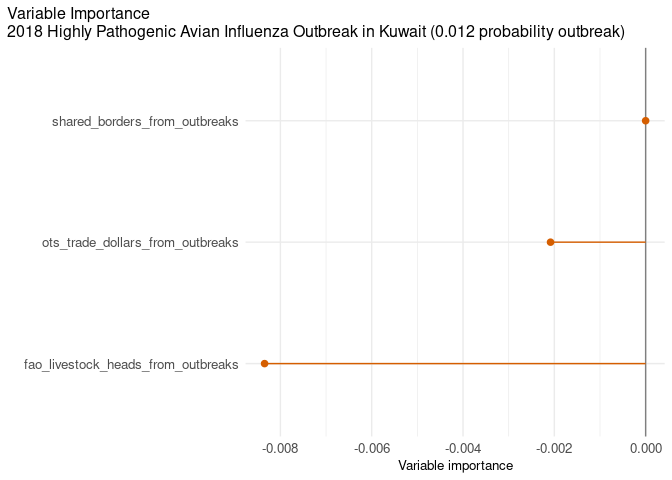 Variable Importance
2018 Highly Pathogenic Avian Influenza Outbreak in Kuwait (0.012 probability outbreak)
shared_borders_from_outbreaks
ots_trade_dollars_from_outbreaks
fao_livestock_heads_from_outbreaks
-0.008 -0.006 -0.004 -0.002 0.000
Variable importance